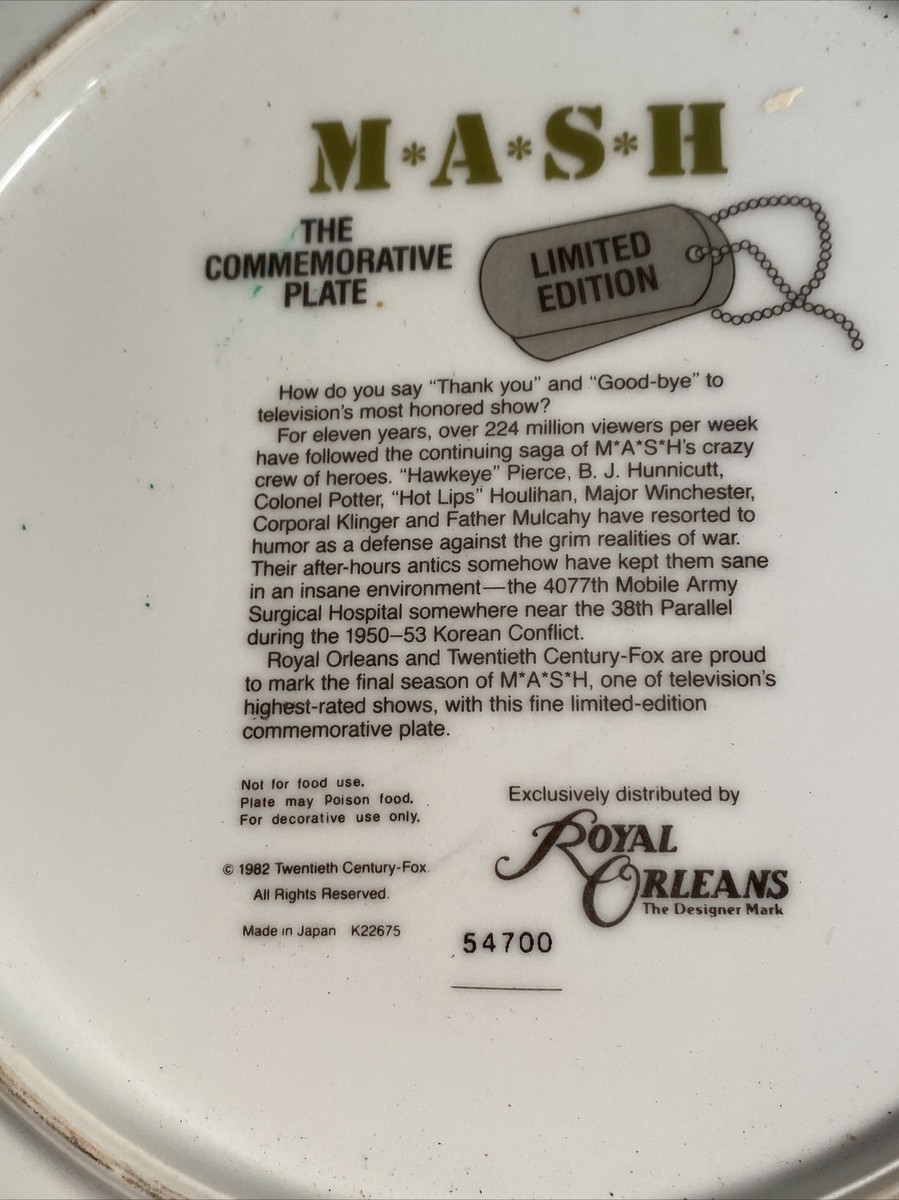 M*A*S*H
THE
COMMEMORATIVE
PLATE
LIMITED
EDITION
How do you say “Thank you” and “Good-bye” to
television’s most honored show?
For eleven years, over 224 million viewers per week
have followed the continuing saga of M*A*S*H’s crazy
crew of heroes. “Hawkeye” Pierce, B. J. Hunnicutt,
Colonel Potter, “Hot Lips” Houlihan, Major Winchester,
Corporal Klinger and Father Mulcahy have resorted to
humor as a defense against the grim realities of war.
Their after-hours antics somehow have kept them sane
in an insane environment—the 4077th Mobile Army
Surgical Hospital somewhere near the 38th Parallel
during the 1950–53 Korean Conflict.
Royal Orleans and Twentieth Century-Fox are proud
to mark the final season of M*A*S*H, one of television’s
highest-rated shows, with this fine limited-edition
commemorative plate.
Not for food use.
Plate may Poison food.
For decorative use only.
© 1982 Twentieth Century-Fox.
All Rights Reserved.
Made in Japan K22675
Exclusively distributed by
ROYAL
ORLEANS
The Designer Mark
54700